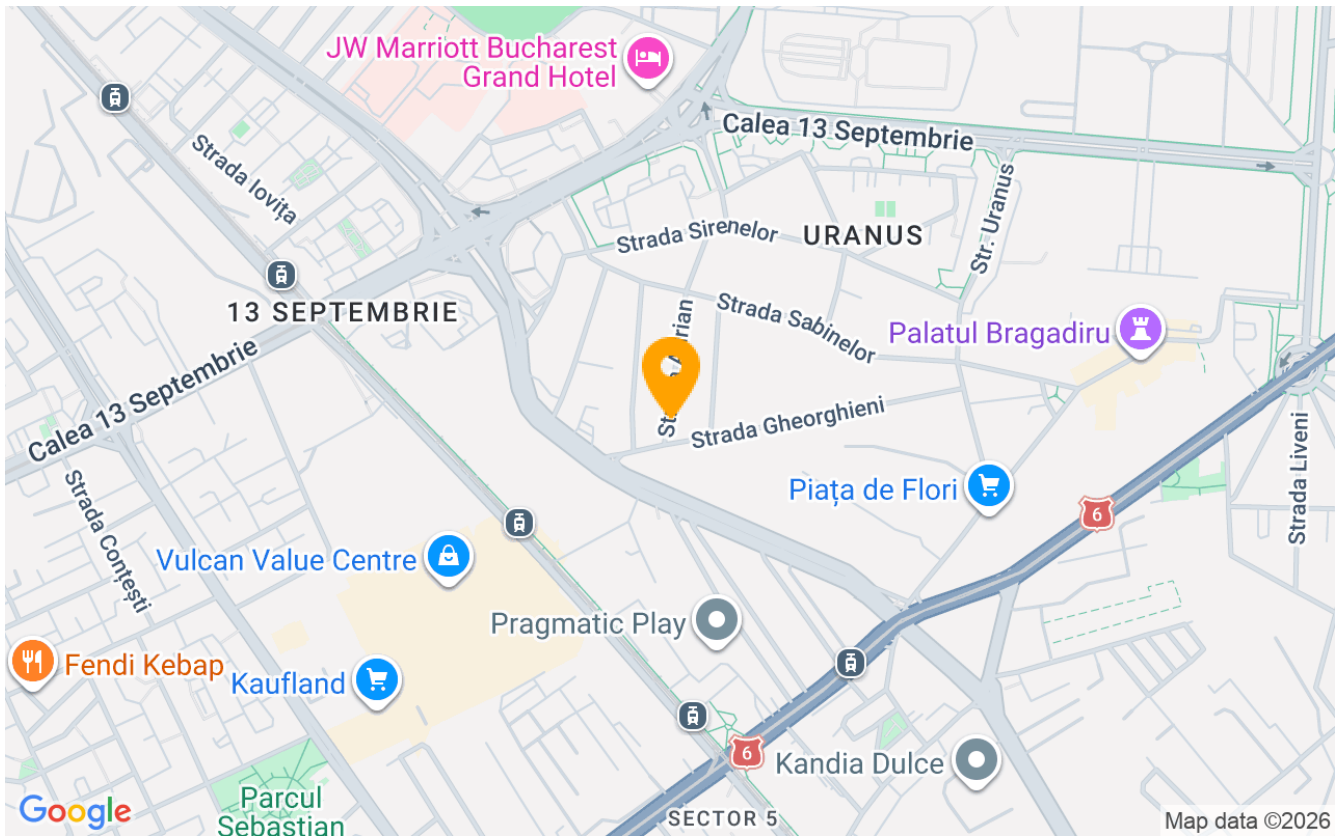 JW Marriott Bucharest
Grand Hotel
Calea 13 Septembrie
Strada Iovița
Strada Sirenelor
URANUS
Str. Uranus
13 SEPTEMBRIE
Strada Sabinelor
Palatul Bragadiru
Calea 13 Septembrie
Strada Gheorghieni
Strada Liveni
Piața de Flori
6
Strada Conțești
Vulcan Value Centre
Pragmatic Play
Fendi Kebap
Kaufland
6
Kandia Dulce
Parcul
Sebastian
Google
SECTOR 5
Map data ©2026